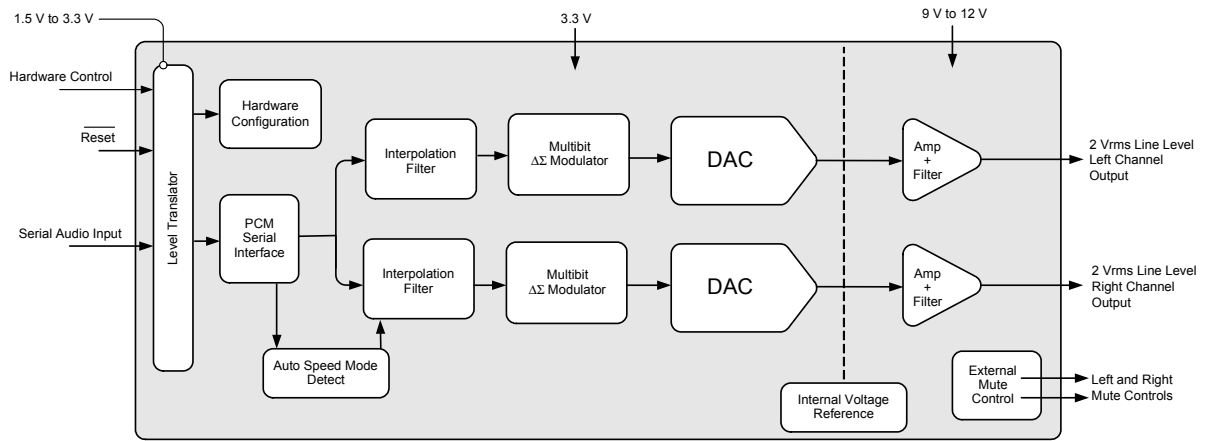 1.5 V to 3.3 V
3.3 V
9 V to 12 V
Hardware Control
Reset
Serial Audio Input
Level Translator
Hardware
Configuration
PCM
Serial
Interface
Auto Speed Mode
Detect
Interpolation
Filter
Multibit
ΔΣ Modulator
DAC
Amp
+
Filter
2 Vrms Line Level
Left Channel
Output
Interpolation
Filter
Multibit
ΔΣ Modulator
DAC
Amp
+
Filter
2 Vrms Line Level
Right Channel
Output
Internal Voltage
Reference
External
Mute
Control
Left and Right
Mute Controls